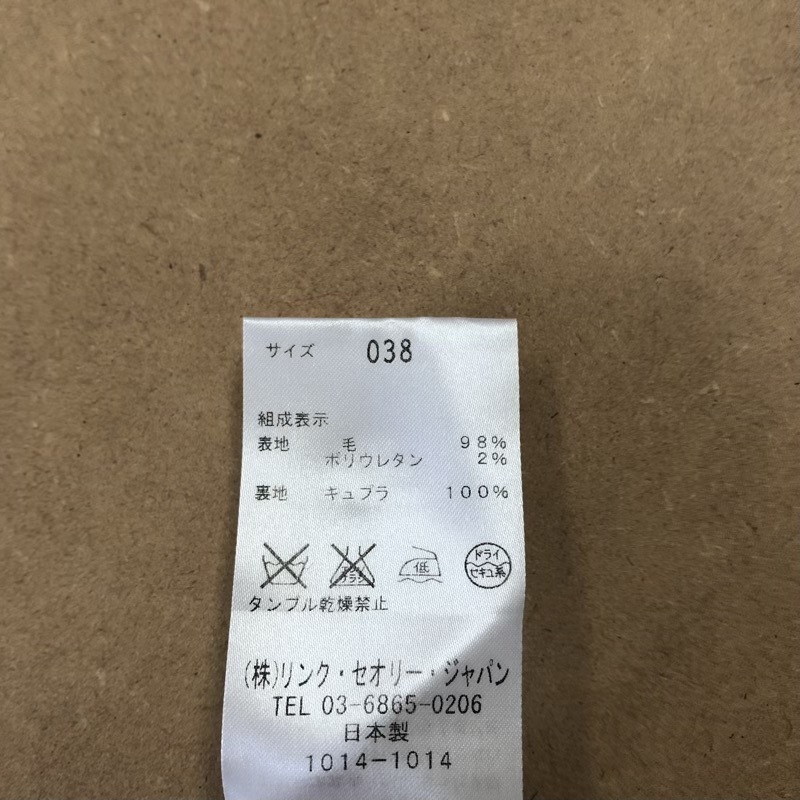 サイズ 038
組成表示
表地 毛 98%
ポリウレタン 2%
裏地 キュプラ 100%
低 ドライ
セキユ系
タンブル乾燥禁止
(株)リンク・セオリー・ジャパン
TEL 03-6865-0206
日本製
1014-1014